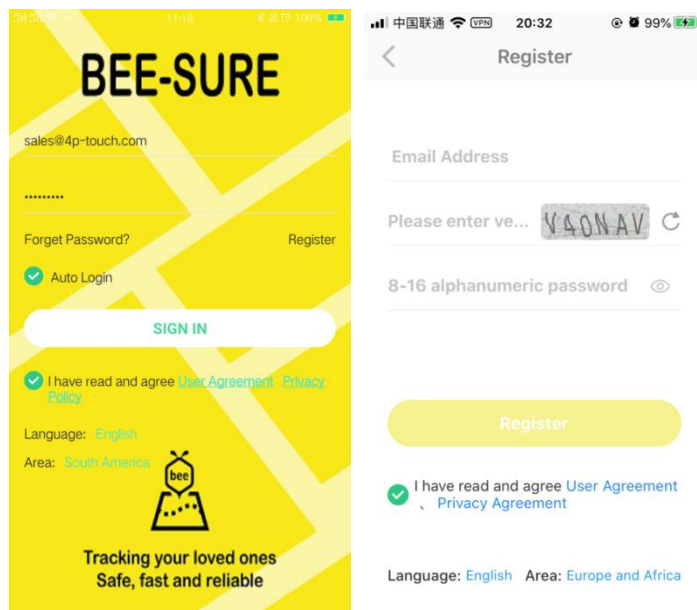 11:18
100%
BEE-SURE
sales@4p-touch.com
•••••••••
Forget Password?
Register
Auto Login
SIGN IN
I have read and agree User Agreement Privacy
Policy
Language: English
Area: South America
bee
Tracking your loved ones
Safe, fast and reliable
中国联通 VPN 20:32 99%
Register
Email Address
Please enter ve...
V40NAV
8-16 alphanumeric password
Register
I have read and agree User Agreement
、 Privacy Agreement
Language: English Area: Europe and Africa